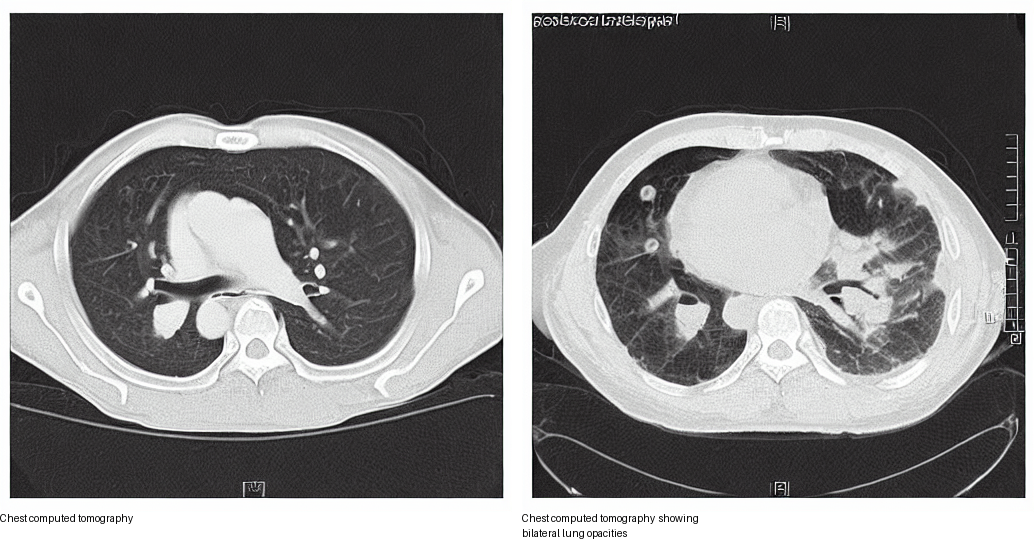 Chest computed tomography
Chest computed tomography showing
bilateral lung opacities